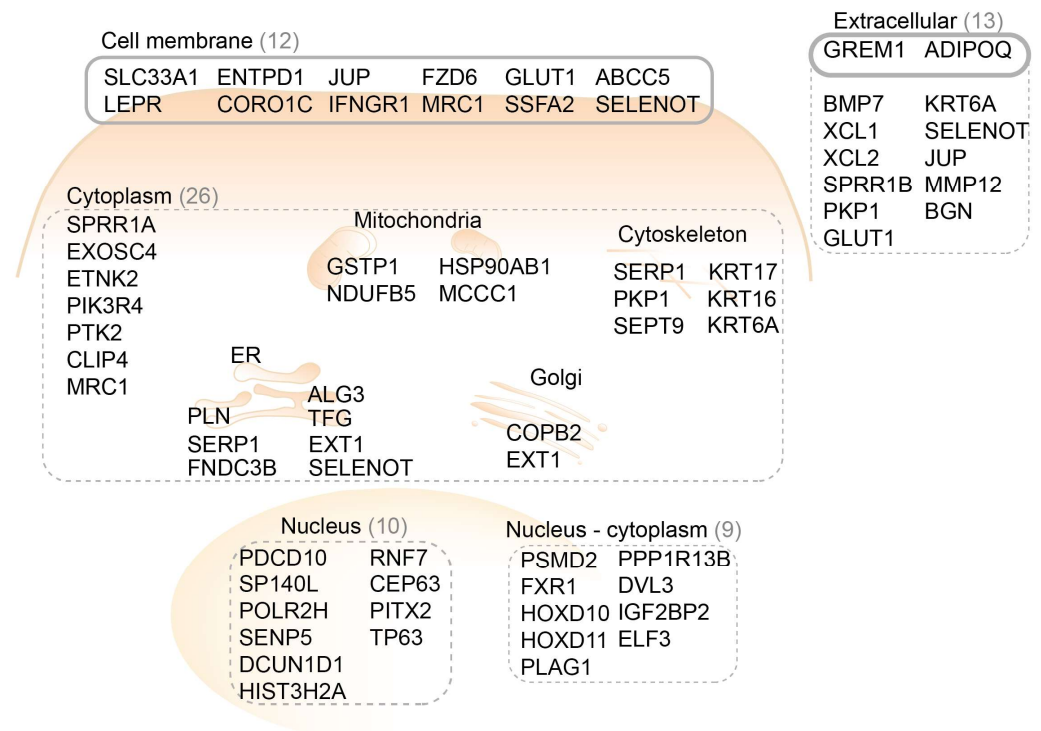 Cell membrane (12)
SLC33A1 ENTPD1 JUP FZD6 GLUT1 ABCC5
LEPR CORO1C IFNGR1 MRC1 SSFA2 SELENOT
Extracellular (13)
GREM1 ADIPOQ
BMP7 KRT6A
XCL1 SELENOT
XCL2 JUP
SPRR1B MMP12
PKP1 BGN
GLUT1
Cytoplasm (26)
SPRR1A
EXOSC4
ETNK2
PIK3R4
PTK2
CLIP4
MRC1
Mitochondria
GSTP1 HSP90AB1
NDUFB5 MCCC1
Cytoskeleton
SERP1 KRT17
PKP1 KRT16
SEPT9 KRT6A
ER
ALG3
PLN TFG
SERP1 EXT1
FNDC3B SELENOT
Golgi
COPB2
EXT1
Nucleus (10)
PDCD10 RNF7
SP140L CEP63
POLR2H PITX2
SENP5 TP63
DCUN1D1
HIST3H2A
Nucleus - cytoplasm (9)
PSMD2 PPP1R13B
FXR1 DVL3
HOXD10 IGF2BP2
HOXD11 ELF3
PLAG1